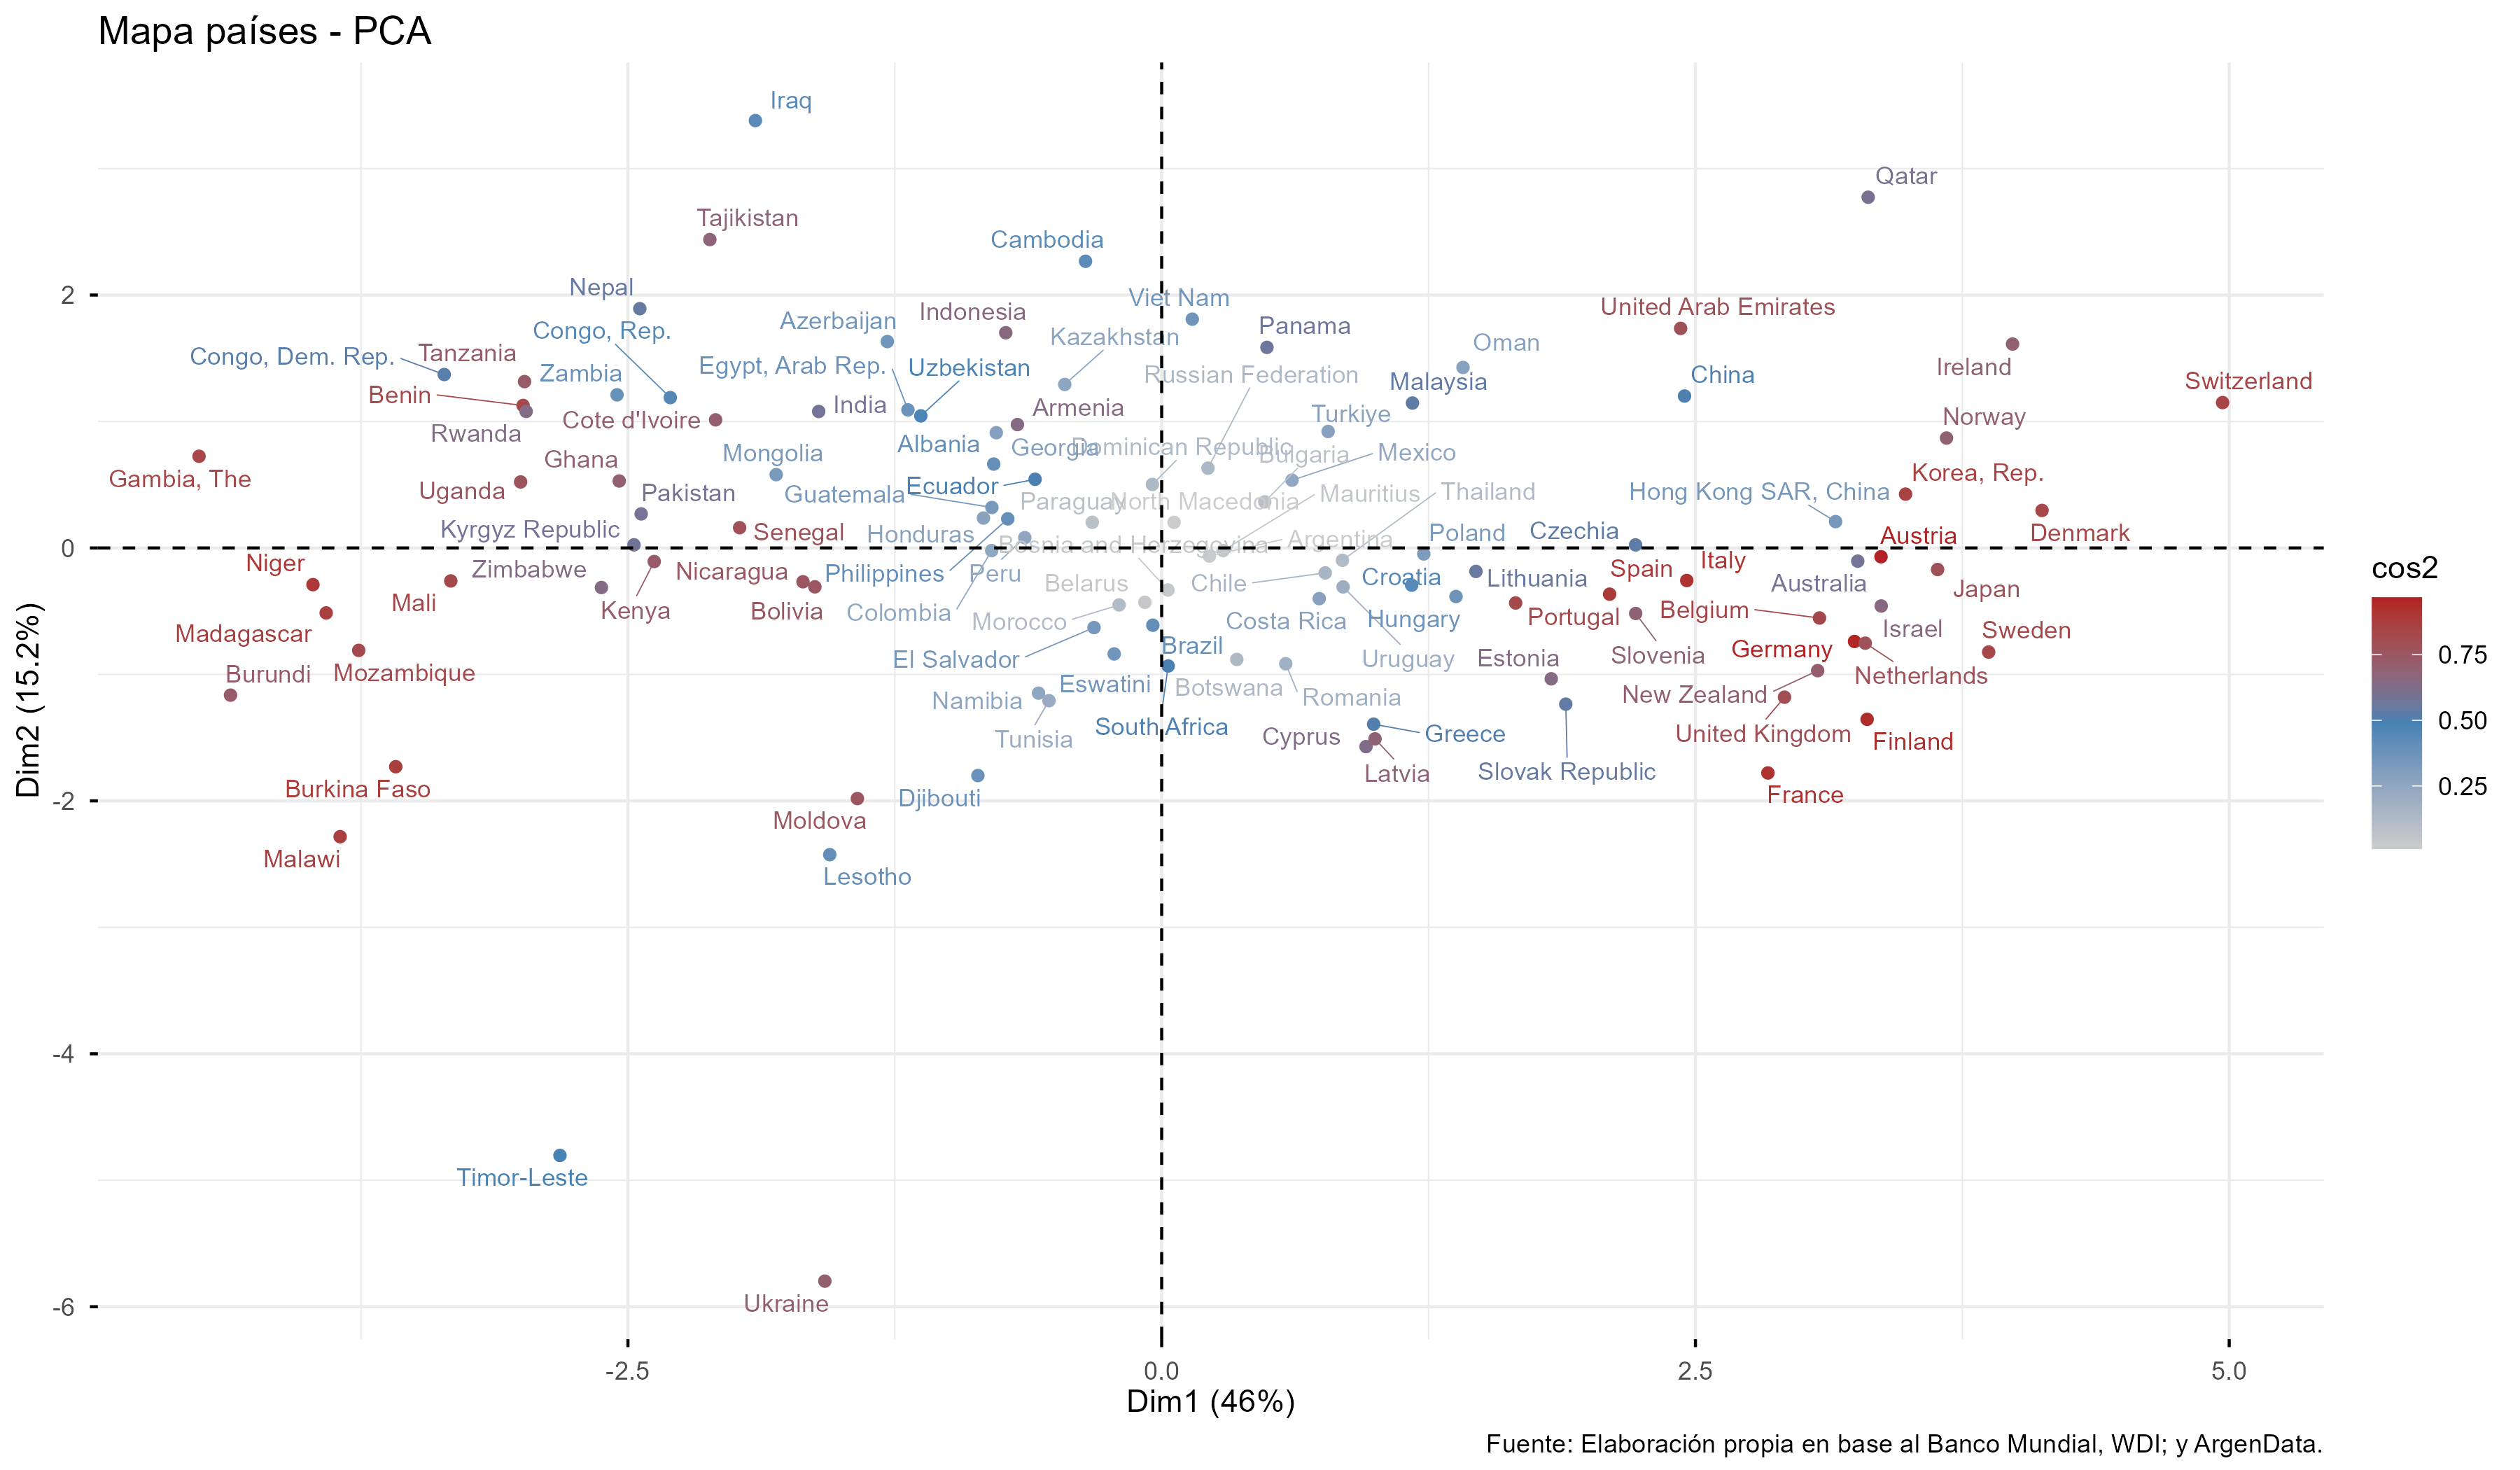 Mapa países - PCA
Iraq
Qatar
Tajikistan
Cambodia
Nepal
Viet Nam
United Arab Emirates
Indonesia
Azerbaijan
Panama
Congo, Rep.
Kazakhstan
Oman
Tanzania
Congo, Dem. Rep.
Egypt, Arab Rep.
Uzbekistan
Ireland
Zambia
Russian Federation
Malaysia
China
Switzerland
Benin
India
Armenia
Turkiye
Norway
Cote d'Ivoire
Rwanda
Albania
Georgia
Dominican Republic
Mongolia
Bulgaria
Mexico
Ghana
Korea, Rep.
Gambia, The
Uganda
Pakistan
Guatemala
Ecuador
Paraguay
North Macedonia
Mauritius
Thailand
Hong Kong SAR, China
Kyrgyz Republic
Senegal
Honduras
Bosnia and Herzegovina
Argentina
Poland
Czechia
Austria
Denmark
Niger
Zimbabwe
Nicaragua
Philippines
Peru
Belarus
Chile
Croatia
Lithuania
Spain
Italy
Australia
Japan
Mali
Kenya
Bolivia
Colombia
Morocco
Costa Rica
Hungary
Portugal
Belgium
Israel
Sweden
Madagascar
Burundi
Mozambique
El Salvador
Brazil
Uruguay
Estonia
Slovenia
Germany
Netherlands
Namibia
Eswatini
Botswana
Romania
New Zealand
Tunisia
South Africa
Cyprus
Greece
United Kingdom
Finland
Burkina Faso
Djibouti
Latvia
Slovak Republic
France
Moldova
Malawi
Lesotho
Timor-Leste
Ukraine
2
0
-2
-4
-6
Dim2 (15.2%)
-2.5
0.0
2.5
5.0
Dim1 (46%)
cos2
0.75
0.50
0.25
Fuente: Elaboración propia en base al Banco Mundial, WDI; y ArgenData.